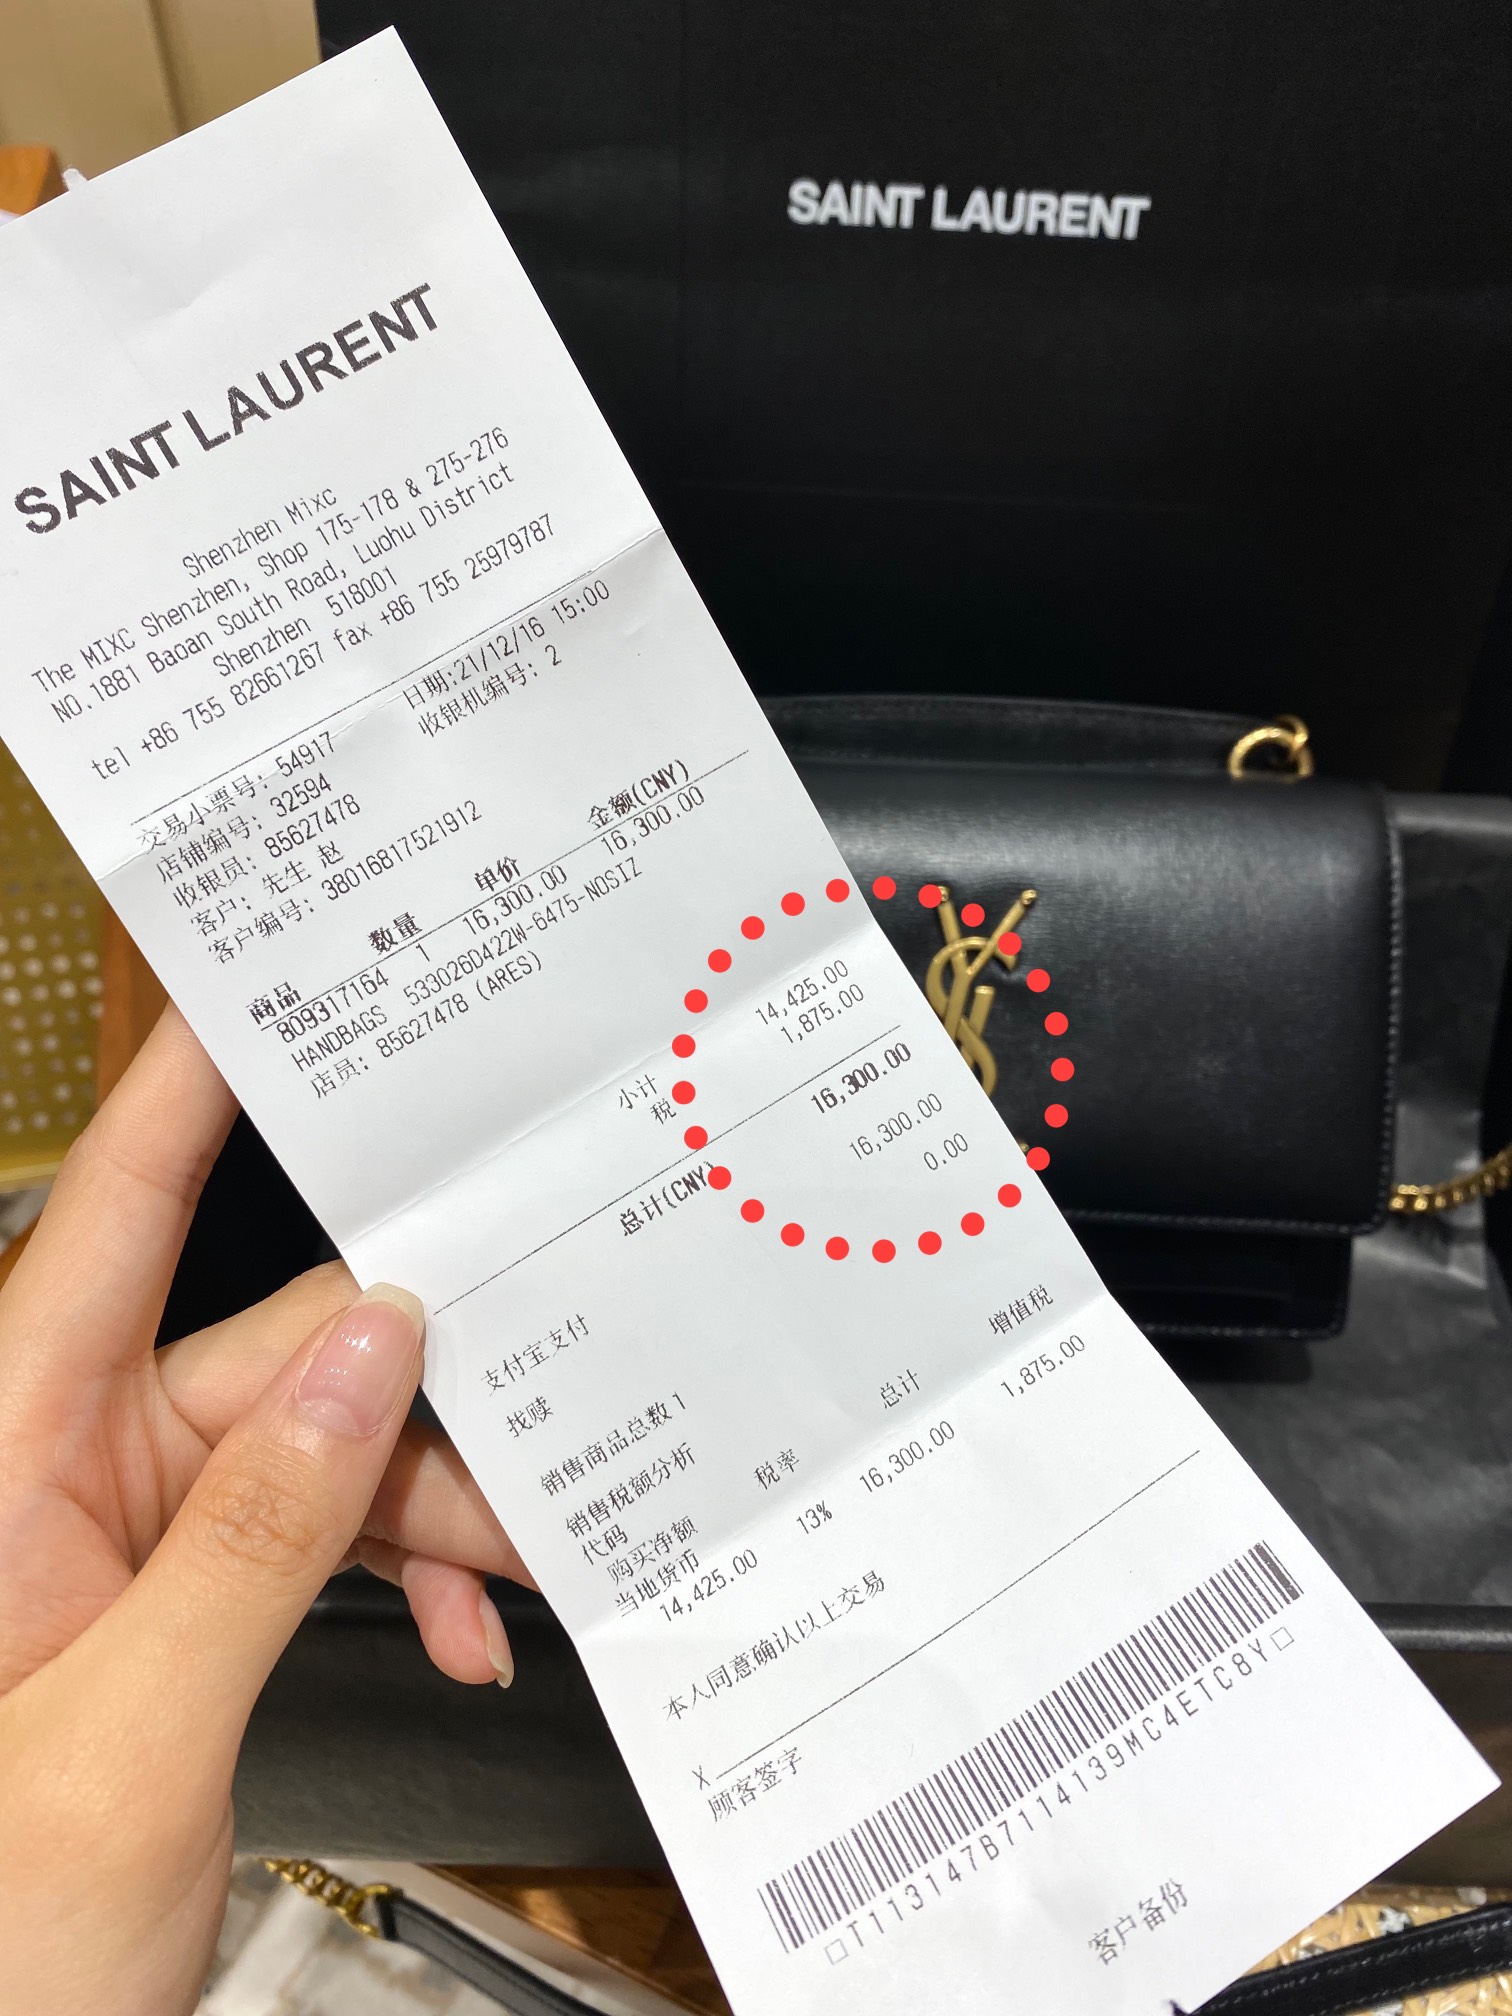 SAINT LAURENT
SAINT LAURENT
Shenzhen Mixc
The MIXC Shenzhen, Shop 175-178 & 275-276
NO.1881 Baoan South Road, Luohu District
Shenzhen 518001
tel +86 755 82661267 fax +86 755 25979787
交易小票号: 54917 日期:21/12/16 15:00
店铺编号: 32594 收银机编号: 2
收银员: 85627478
客户: 先生 赵
客户编号: 38016817521912
商品 数量 单价 金额(CNY)
809317164 1 16,300.00 16,300.00
HANDBAGS 533026D422W-6475-NOSIZ
店员: 85627478 (ARES)
小计 14,425.00
税 1,875.00
总计(CNY) 16,300.00
支付宝支付 16,300.00
找赎 0.00
销售商品总数 1
销售税额分析
代码 税率 总计 增值税
购买净额
当地货币 13% 16,300.00 1,875.00
14,425.00
本人同意确认以上交易
X
顾客签字
T113147B7114139MC4ETC8Y
客户备份